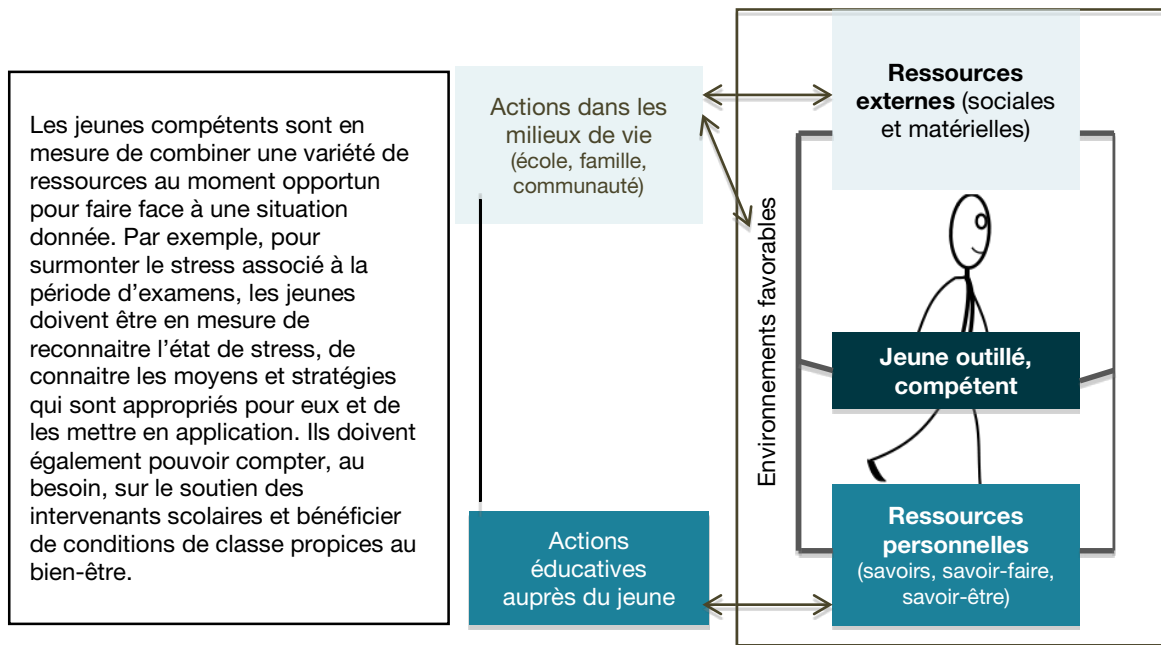 Les jeunes compétents sont en
mesure de combiner une variété de
ressources au moment opportun
pour faire face à une situation
donnée. Par exemple, pour
surmonter le stress associé à la
période d’examens, les jeunes
doivent être en mesure de
reconnaitre l’état de stress, de
connaitre les moyens et stratégies
qui sont appropriés pour eux et de
les mettre en application. Ils doivent
également pouvoir compter, au
besoin, sur le soutien des
intervenants scolaires et bénéficier
de conditions de classe propices au
bien-être.
Actions dans les
milieux de vie
(école, famille,
communauté)
Actions
éducatives
auprès du jeune
Environnements favorables
Ressources
externes (sociales
et matérielles)
Jeune outillé,
compétent
Ressources
personnelles
(savoirs, savoir-faire,
savoir-être)